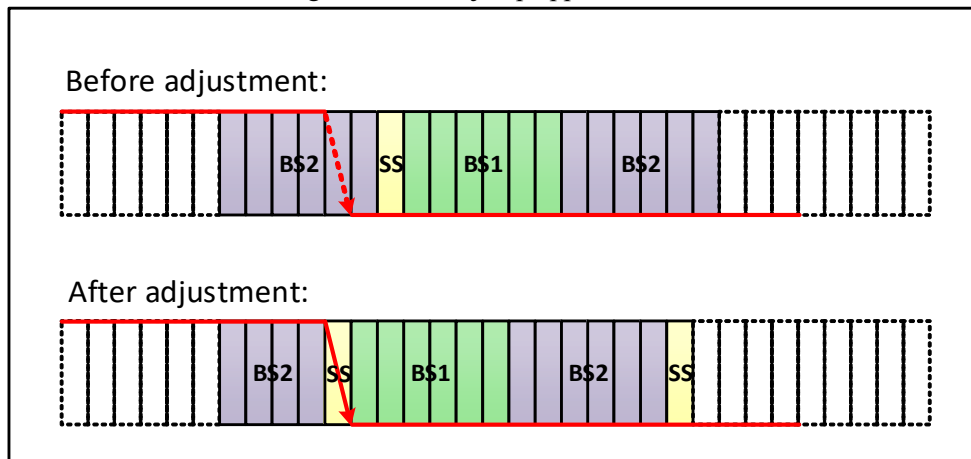 Before adjustment:
BS2 SS BS1 BS2
After adjustment:
BS2 SS BS1 BS2 SS